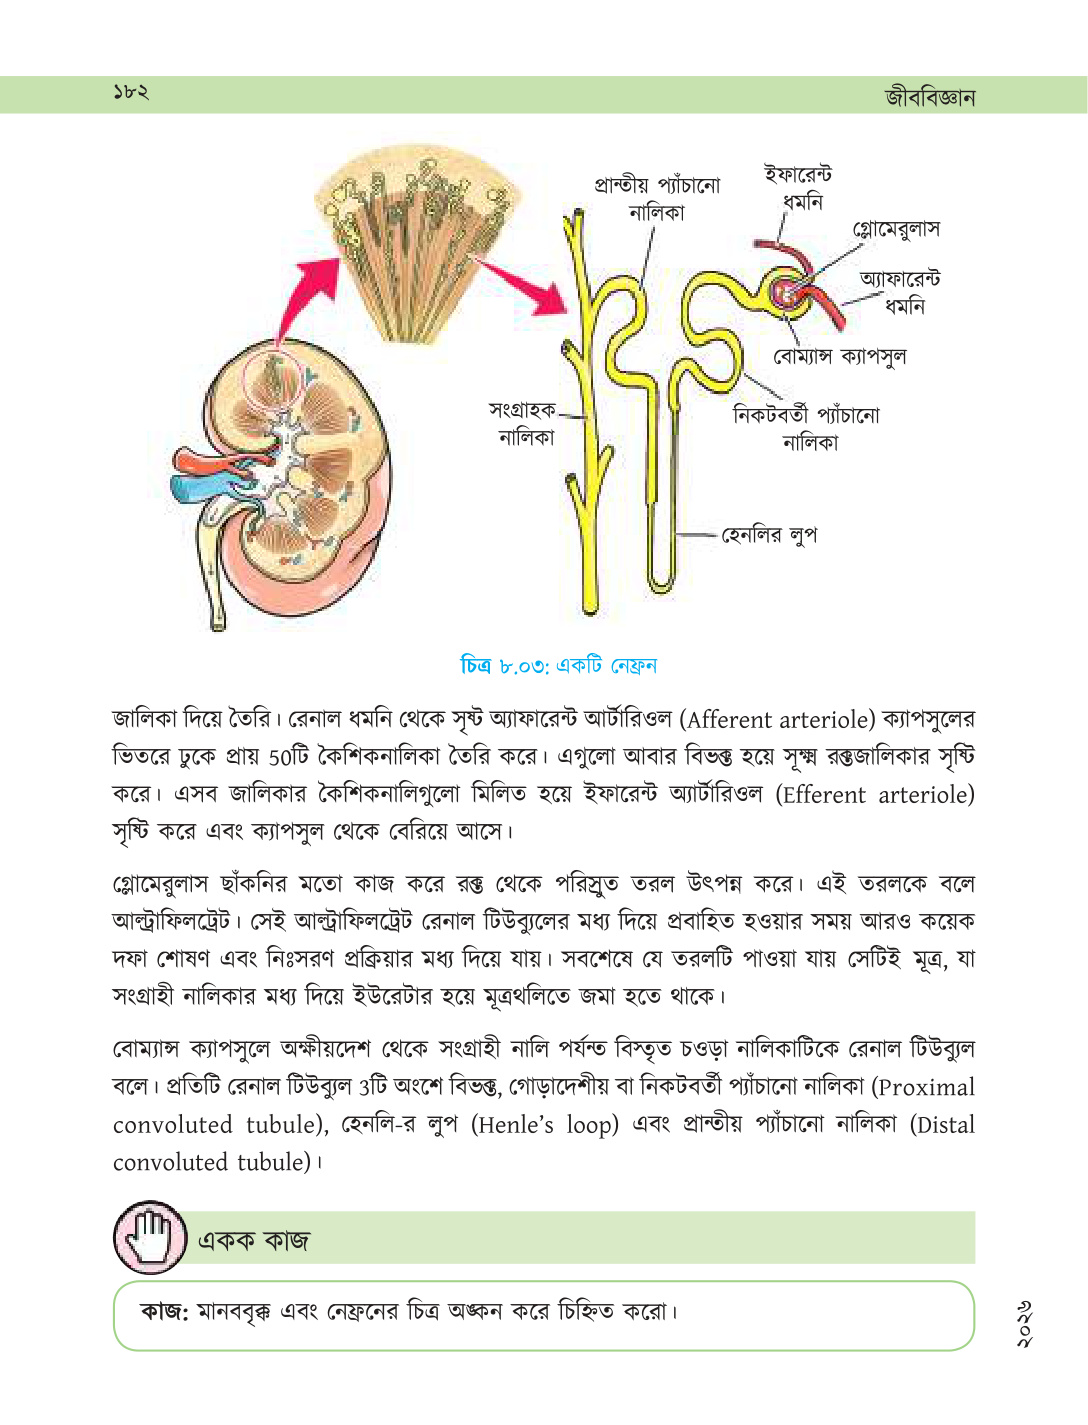 ১৮২
জীববিজ্ঞান
প্রান্তীয় প্যাঁচানো
নালিকা
ইফারেন্ট
ধমনি
গ্লোমেরুলাস
অ্যাফারেন্ট
ধমনি
বোম্যান্স ক্যাপসুল
সংগ্রাহক
নালিকা
নিকটবর্তী প্যাঁচানো
নালিকা
হেনলির লুপ
চিত্র ৮.০৩: একটি নেফ্রন
জালিকা দিয়ে তৈরি। রেনাল ধমনি থেকে সৃষ্ট অ্যাফারেন্ট আর্টারিওল (Afferent arteriole) ক্যাপসুলের
ভিতরে ঢুকে প্রায় 50টি কৈশিকনালিকা তৈরি করে। এগুলো আবার বিভক্ত হয়ে সূক্ষ্ম রক্তজালিকার সৃষ্টি
করে। এসব জালিকার কৈশিকনালিগুলো মিলিত হয়ে ইফারেন্ট অ্যার্টারিওল (Efferent arteriole)
সৃষ্টি করে এবং ক্যাপসুল থেকে বেরিয়ে আসে।
গ্লোমেরুলাস ছাঁকনির মতো কাজ করে রক্ত থেকে পরিস্রুত তরল উৎপন্ন করে। এই তরলকে বলে
আল্ট্রাফিলট্রেট। সেই আল্ট্রাফিলট্রেট রেনাল টিউব্যুলের মধ্য দিয়ে প্রবাহিত হওয়ার সময় আরও কয়েক
দফা শোষণ এবং নিঃসরণ প্রক্রিয়ার মধ্য দিয়ে যায়। সবশেষে যে তরলটি পাওয়া যায় সেটিই মূত্র, যা
সংগ্রাহী নালিকার মধ্য দিয়ে ইউরেটার হয়ে মূত্রথলিতে জমা হতে থাকে।
বোম্যান্স ক্যাপসুলে অক্ষীয়দেশ থেকে সংগ্রাহী নালি পর্যন্ত বিস্তৃত চওড়া নালিকাটিকে রেনাল টিউব্যুল
বলে। প্রতিটি রেনাল টিউব্যুল 3টি অংশে বিভক্ত, গোড়াদেশীয় বা নিকটবর্তী প্যাঁচানো নালিকা (Proximal
convoluted tubule), হেনলি-র লুপ (Henle’s loop) এবং প্রান্তীয় প্যাঁচানো নালিকা (Distal
convoluted tubule)।
একক কাজ
কাজ: মানববৃক্ক এবং নেফ্রনের চিত্র অঙ্কন করে চিহ্নিত করো।
২০২৬